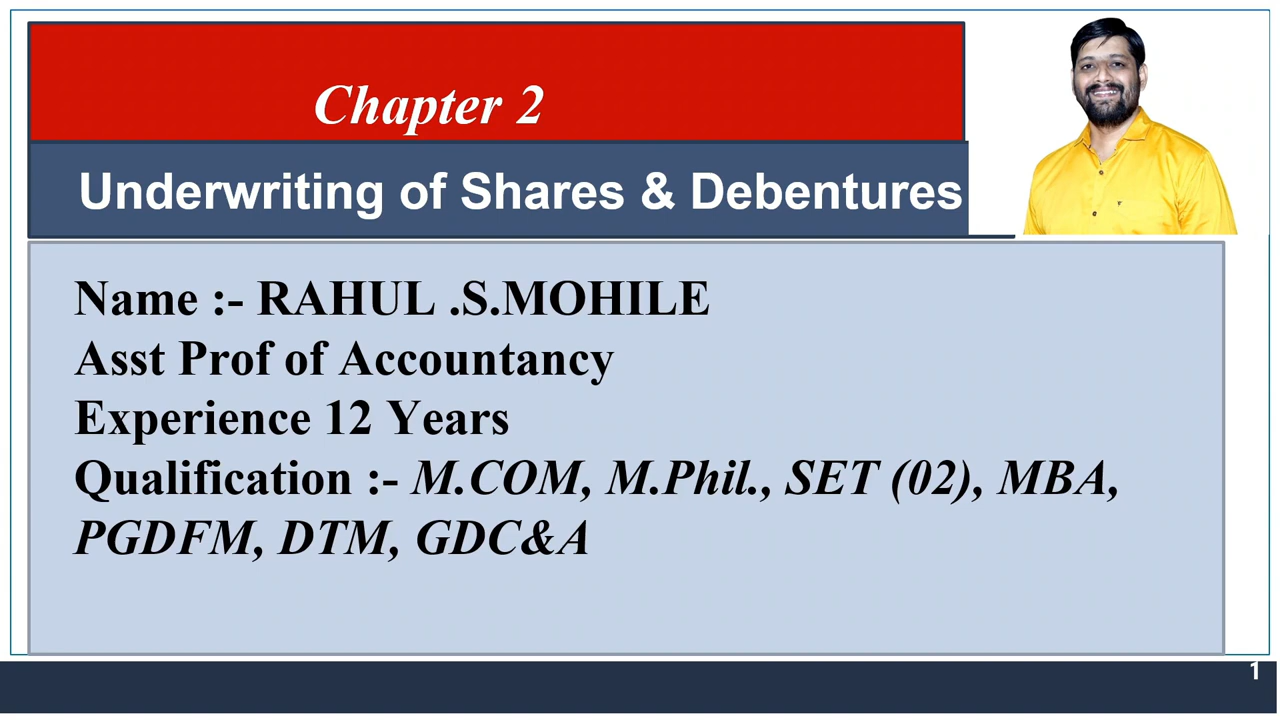 Chapter 2
Underwriting of Shares & Debentures
Name :- RAHUL .S.MOHILE
Asst Prof of Accountancy
Experience 12 Years
Qualification :- M.COM, M.Phil., SET (02), MBA,
PGDFM, DTM, GDC&A
1